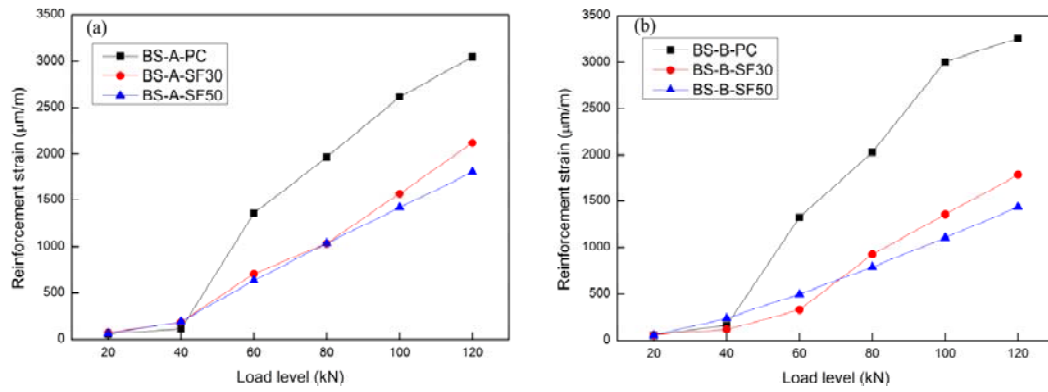 (a)
BS-A-PC
BS-A-SF30
BS-A-SF50
Reinforcement strain (μm/m)
3500
3000
2500
2000
1500
1000
500
0
20 40 60 80 100 120
Load level (kN)
(b)
BS-B-PC
BS-B-SF30
BS-B-SF50
Reinforcement strain (μm/m)
3500
3000
2500
2000
1500
1000
500
0
20 40 60 80 100 120
Load level (kN)